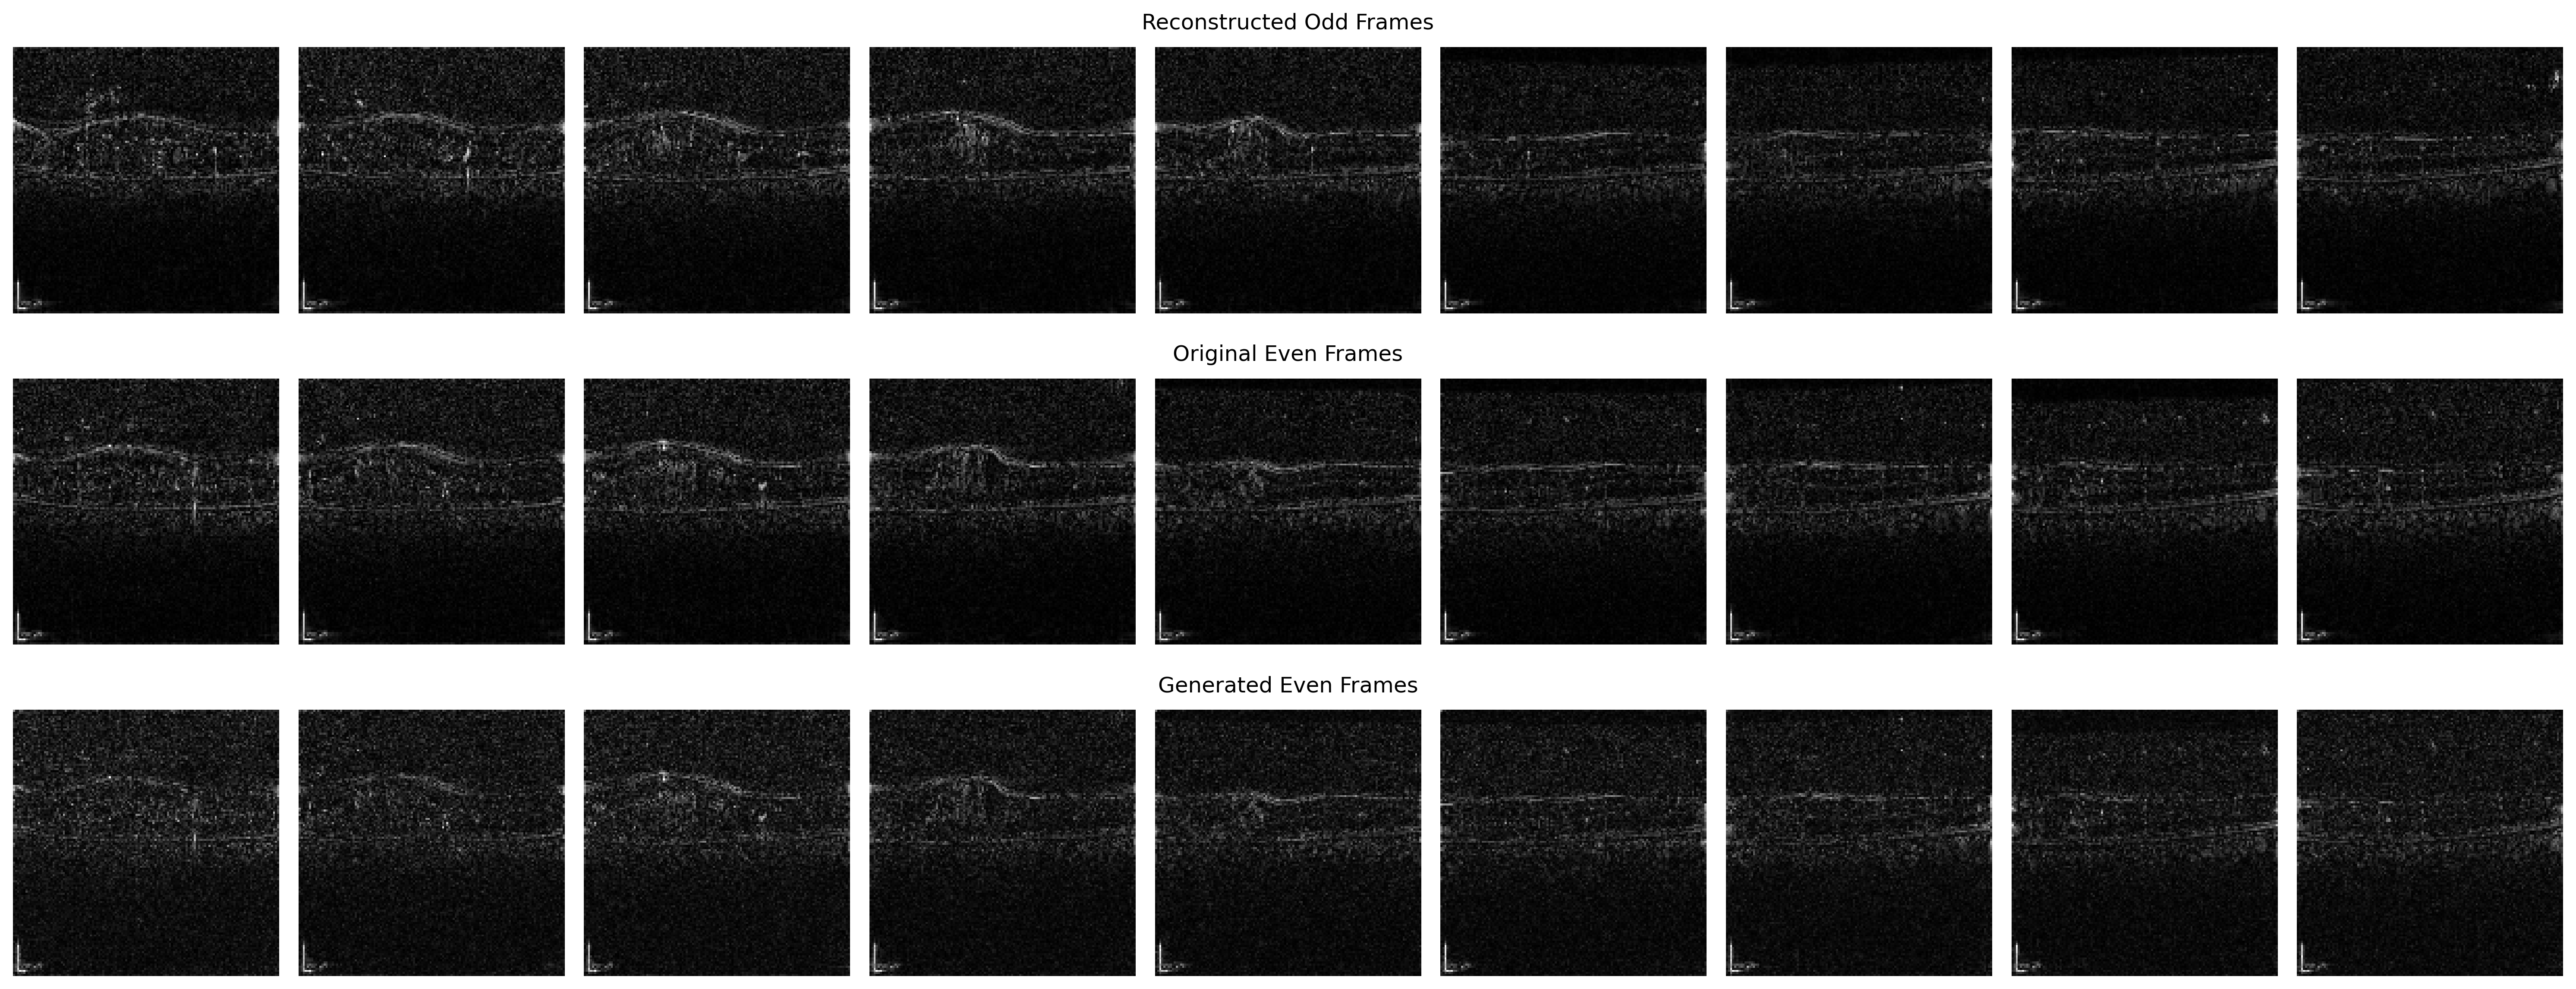 Reconstructed Odd Frames
Original Even Frames
Generated Even Frames